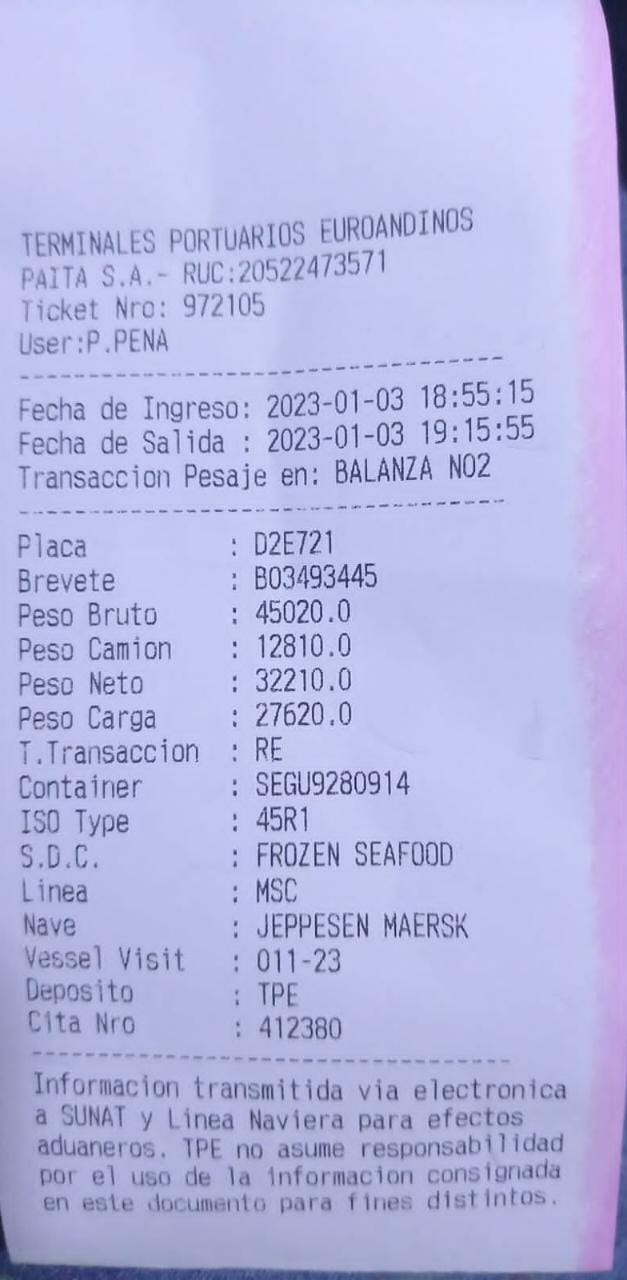 TERMINALES PORTUARIOS EUROANDINOS
PAITA S.A.- RUC:20522473571
Ticket Nro: 972105
User:P.PENA
Fecha de Ingreso: 2023-01-03 18:55:15
Fecha de Salida : 2023-01-03 19:15:55
Transaccion Pesaje en: BALANZA NO2
Placa : D2E721
Brevete : B03493445
Peso Bruto : 45020.0
Peso Camion : 12810.0
Peso Neto : 32210.0
Peso Carga : 27620.0
T.Transaccion : RE
Container : SEGU9280914
ISO Type : 45R1
S.D.C. : FROZEN SEAFOOD
Linea : MSC
Nave : JEPPESEN MAERSK
Vessel Visit : 011-23
Deposito : TPE
Cita Nro : 412380
Informacion transmitida via electronica
a SUNAT y Linea Naviera para efectos
aduaneros. TPE no asume responsabilidad
por el uso de la informacion consignada
en este documento para fines distintos.